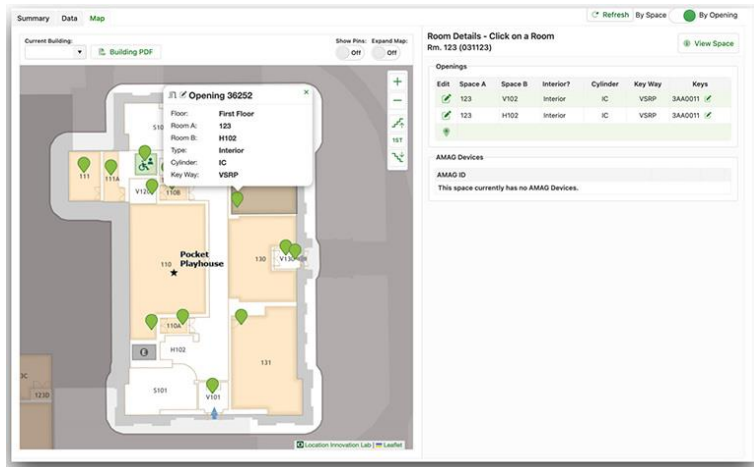 Summary Data Map
Refresh By Space By Opening
Current Building:
Building PDF
Show Pins: Expand Map:
Off Off
Room Details - Click on a Room
Rm. 123 (031123)
View Space
Openings
Edit Space A Space B Interior? Cylinder Key Way Keys
123 V102 Interior IC VSRP 3AA0011
123 H102 Interior IC VSRP 3AA0011
AMAG Devices
AMAG ID
This space currently has no AMAG Devices.
Opening 36252
×
Floor: First Floor
Room A: 123
Room B: H102
Type: Interior
Cylinder: IC
Key Way: VSRP
+
−
1ST
111
111A
110B
110
Pocket
Playhouse
130
110A
H102
131
S101
V101
123D
Location Innovation Lab | Leaflet